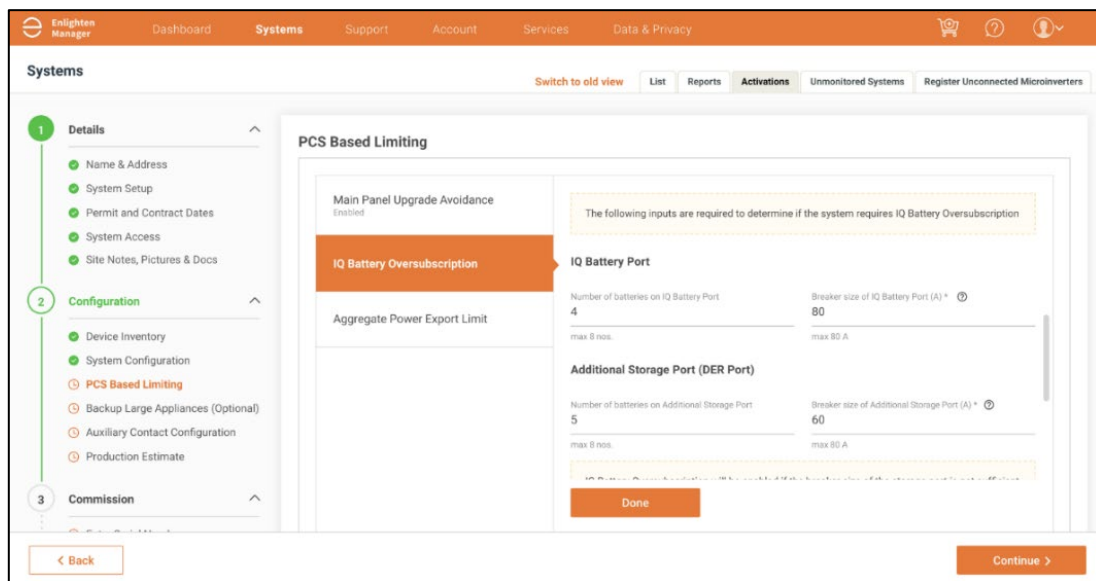 Enlighten
Manager
Dashboard Systems Support Account Services Data & Privacy
Systems
Switch to old view List Reports Activations Unmonitored Systems Register Unconnected Microinverters
1 Details
Name & Address
System Setup
Permit and Contract Dates
System Access
Site Notes, Pictures & Docs
2 Configuration
Device Inventory
System Configuration
PCS Based Limiting
Backup Large Appliances (Optional)
Auxiliary Contact Configuration
Production Estimate
3 Commission
PCS Based Limiting
Main Panel Upgrade Avoidance
Enabled
IQ Battery Oversubscription
Aggregate Power Export Limit
The following inputs are required to determine if the system requires IQ Battery Oversubscription
IQ Battery Port
Number of batteries on IQ Battery Port Breaker size of IQ Battery Port (A) *
4 80
max 8 nos. max 80 A
Additional Storage Port (DER Port)
Number of batteries on Additional Storage Port Breaker size of Additional Storage Port (A) *
5 60
max 8 nos. max 80 A
Done
< Back Continue >